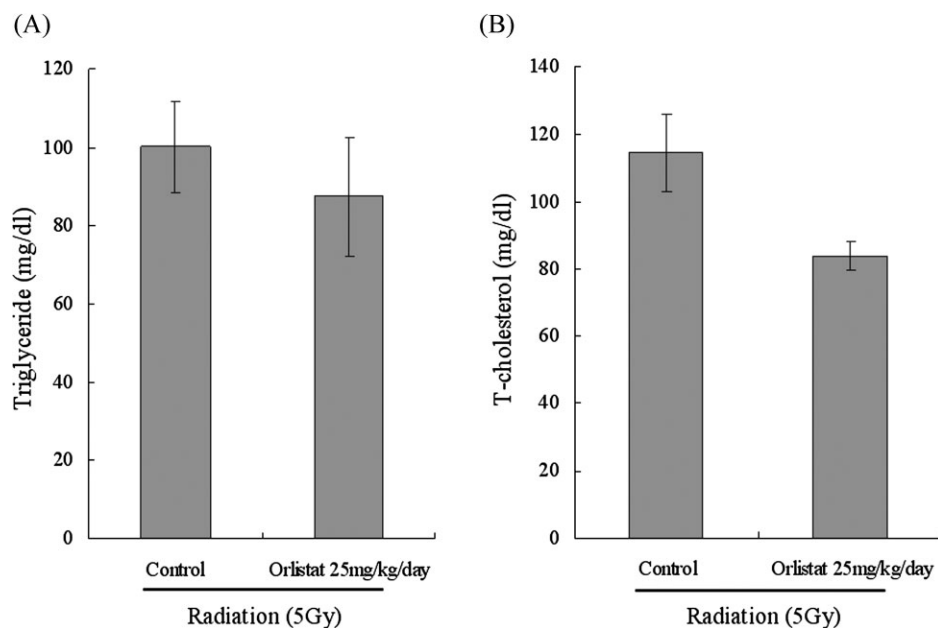 (A)
Triglyceride (mg/dl)
120
100
80
60
40
20
0
Control
Orlistat 25mg/kg/day
Radiation (5Gy)
(B)
T-cholesterol (mg/dl)
140
120
100
80
60
40
20
0
Control
Orlistat 25mg/kg/day
Radiation (5Gy)